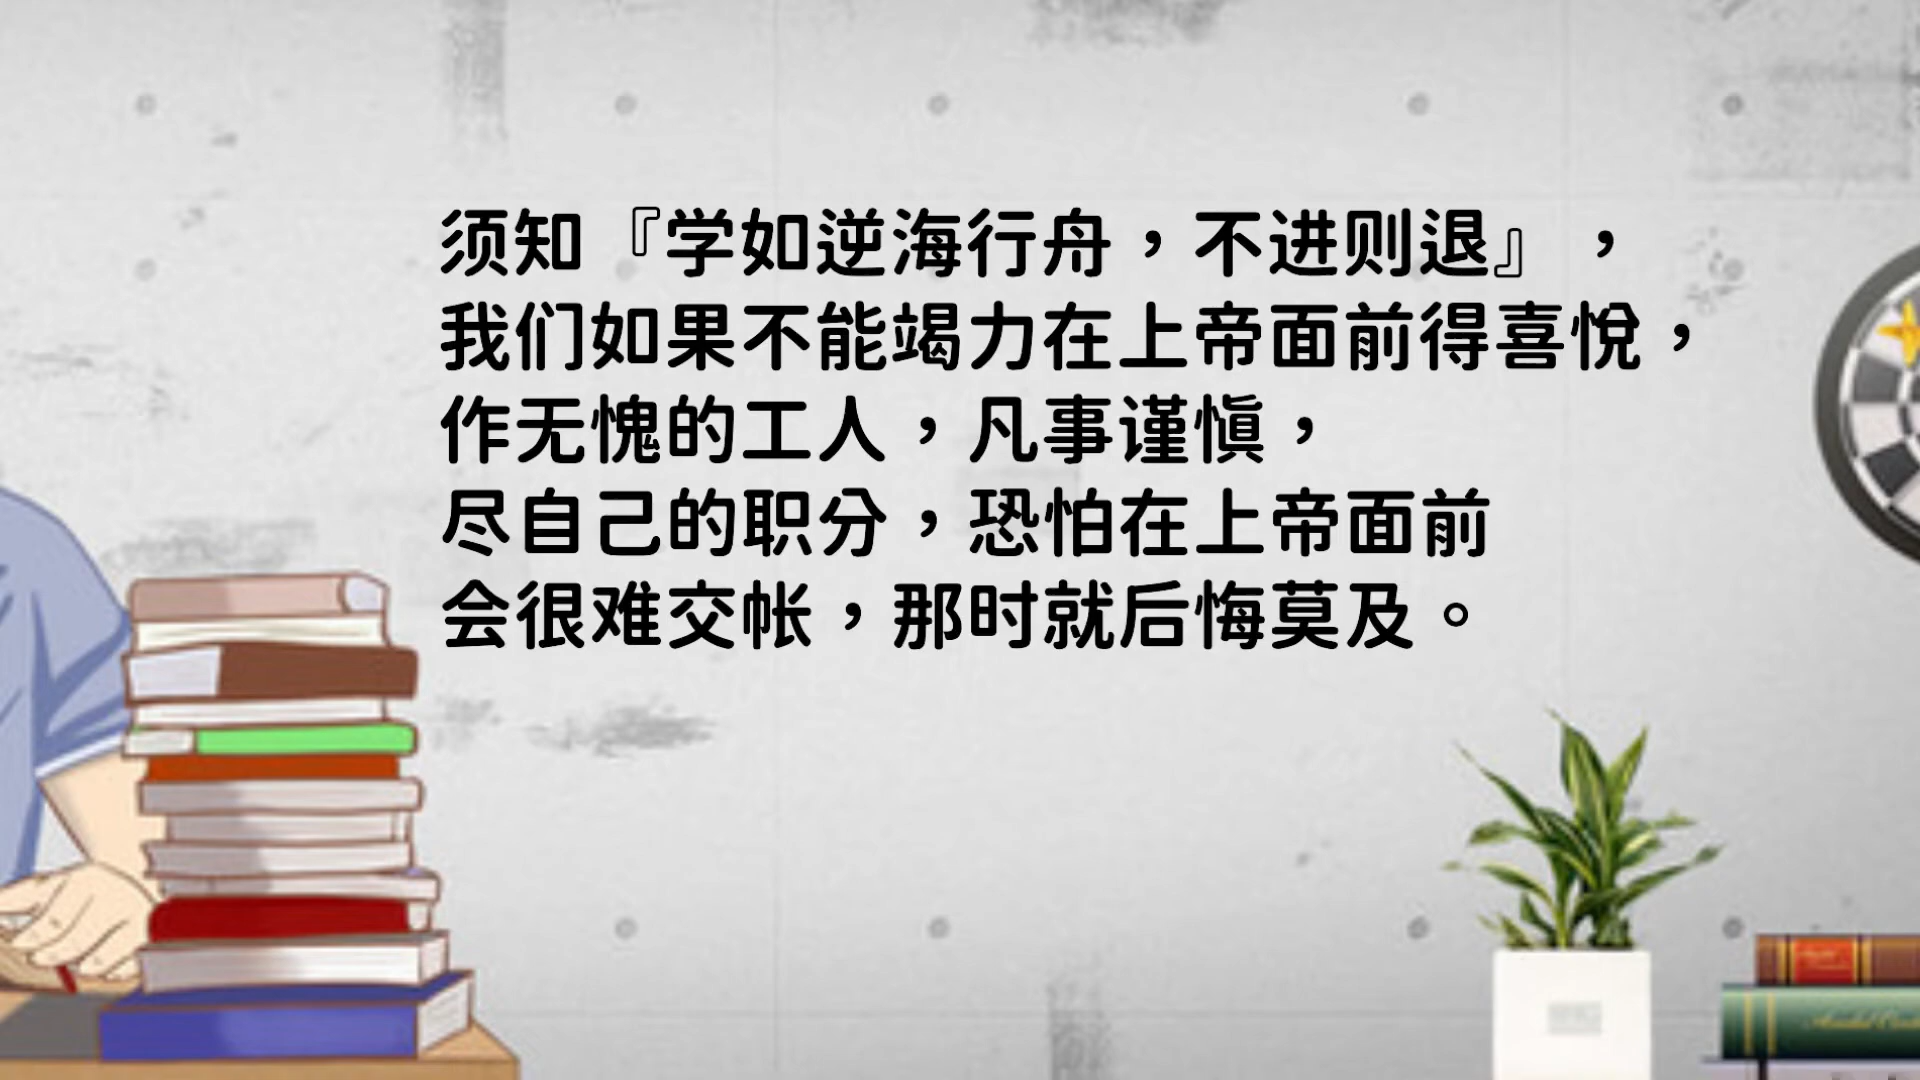 须知『学如逆海行舟，不进则退』，
我们如果不能竭力在上帝面前得喜悅，
作无愧的工人，凡事谨慎，
尽自己的职分，恐怕在上帝面前
会很难交帐，那时就后悔莫及。